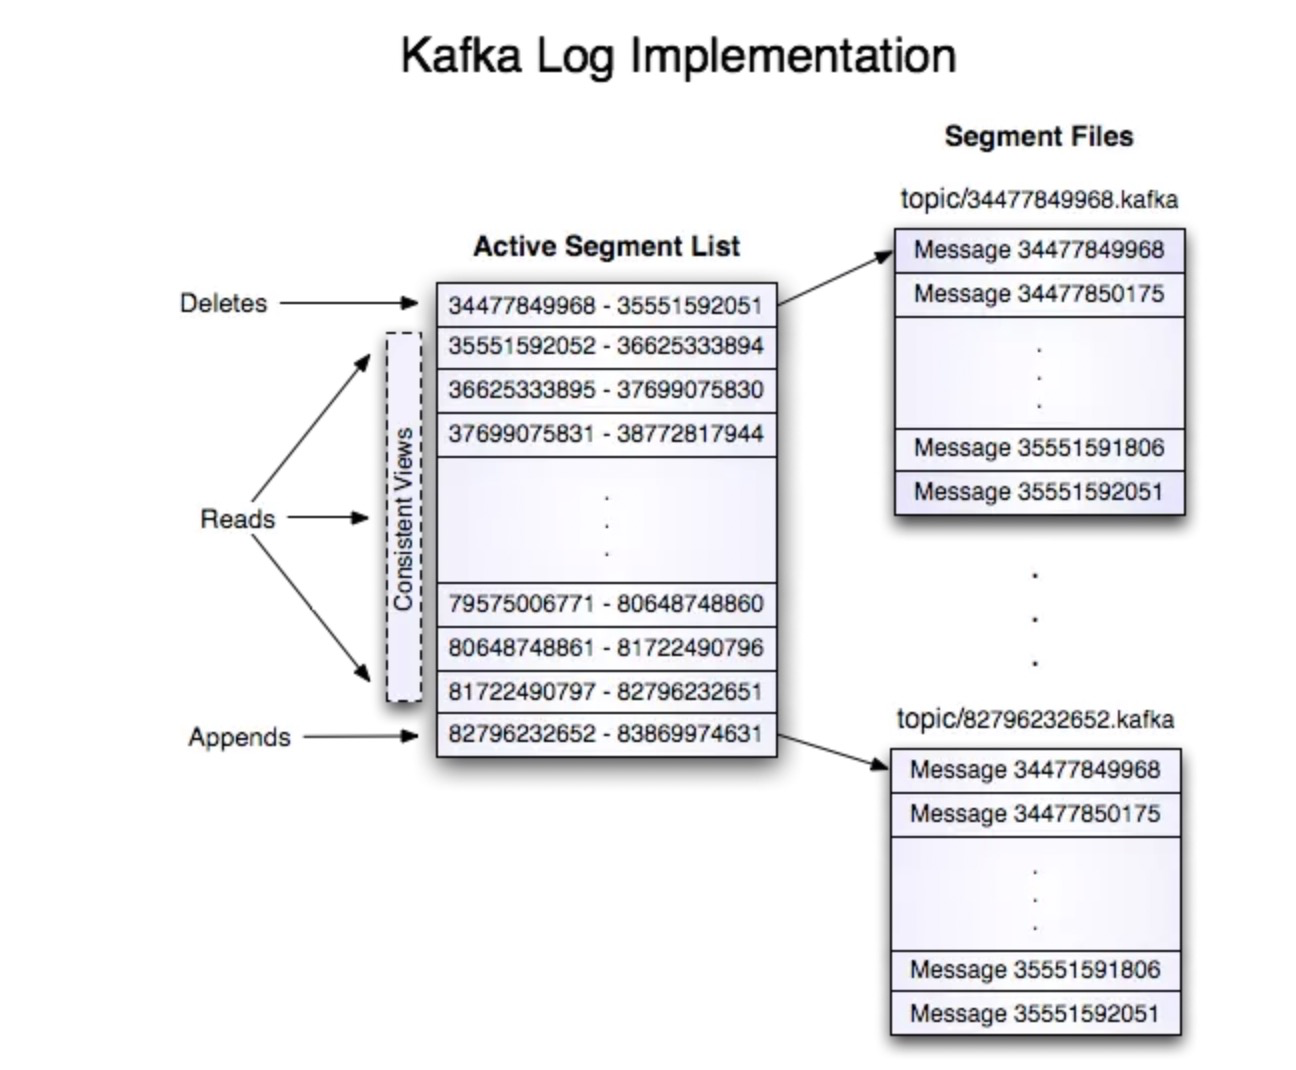 Kafka Log Implementation
Segment Files
topic/34477849968.kafka
Message 34477849968
Message 34477850175
.
.
.
Message 35551591806
Message 35551592051
Active Segment List
34477849968 - 35551592051
35551592052 - 36625333894
36625333895 - 37699075830
37699075831 - 38772817944
.
.
.
79575006771 - 80648748860
80648748861 - 81722490796
81722490797 - 82796232651
82796232652 - 83869974631
Deletes
Reads
Appends
Consistent Views
.
.
.
topic/82796232652.kafka
Message 34477849968
Message 34477850175
.
.
.
Message 35551591806
Message 35551592051